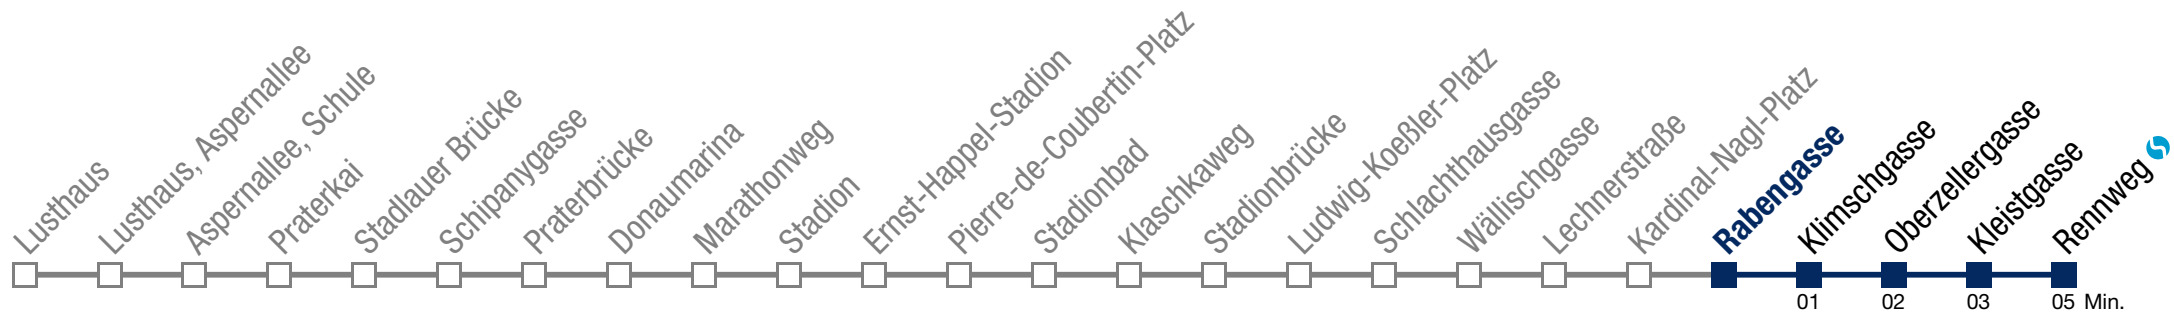 Lusthaus
Lusthaus, Aspernallee
Aspernallee, Schule
Praterkai
Stadlauer Brücke
Schipanygasse
Praterbrücke
Donaumarina
Marathonweg
Stadion
Ernst-Happel-Stadion
Pierre-de-Coubertin-Platz
Stadionbad
Klaschkaweg
Stadionbrücke
Ludwig-Koeßler-Platz
Schlachthausgasse
Wällischgasse
Lechnerstraße
Kardinal-Nagl-Platz
Rabengasse
Klimschgasse
Oberzellergasse
Kleistgasse
Rennweg
01 02 03 05 Min.